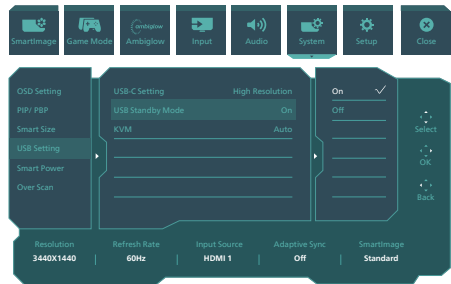 ambiglow
SmartImage Game Mode Ambiglow Input Audio System Setup Close
OSD Setting USB-C Setting High Resolution On
PIP/ PBP USB Standby Mode On Off
Smart Size KVM Auto Select
USB Setting
OK
Smart Power
Over Scan Back
Resolution Refresh Rate Input Source Adaptive Sync SmartImage
3440X1440 60Hz HDMI 1 Off Standard